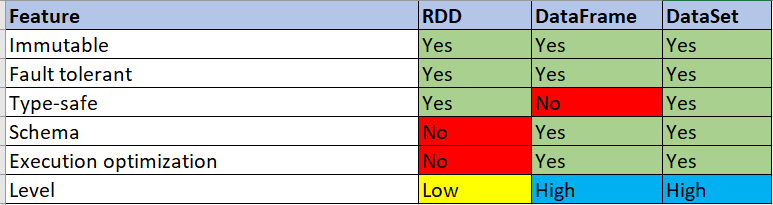 Feature RDD DataFrame DataSet
Immutable Yes Yes Yes
Fault tolerant Yes Yes Yes
Type-safe Yes No Yes
Schema No Yes Yes
Execution optimization No Yes Yes
Level Low High High